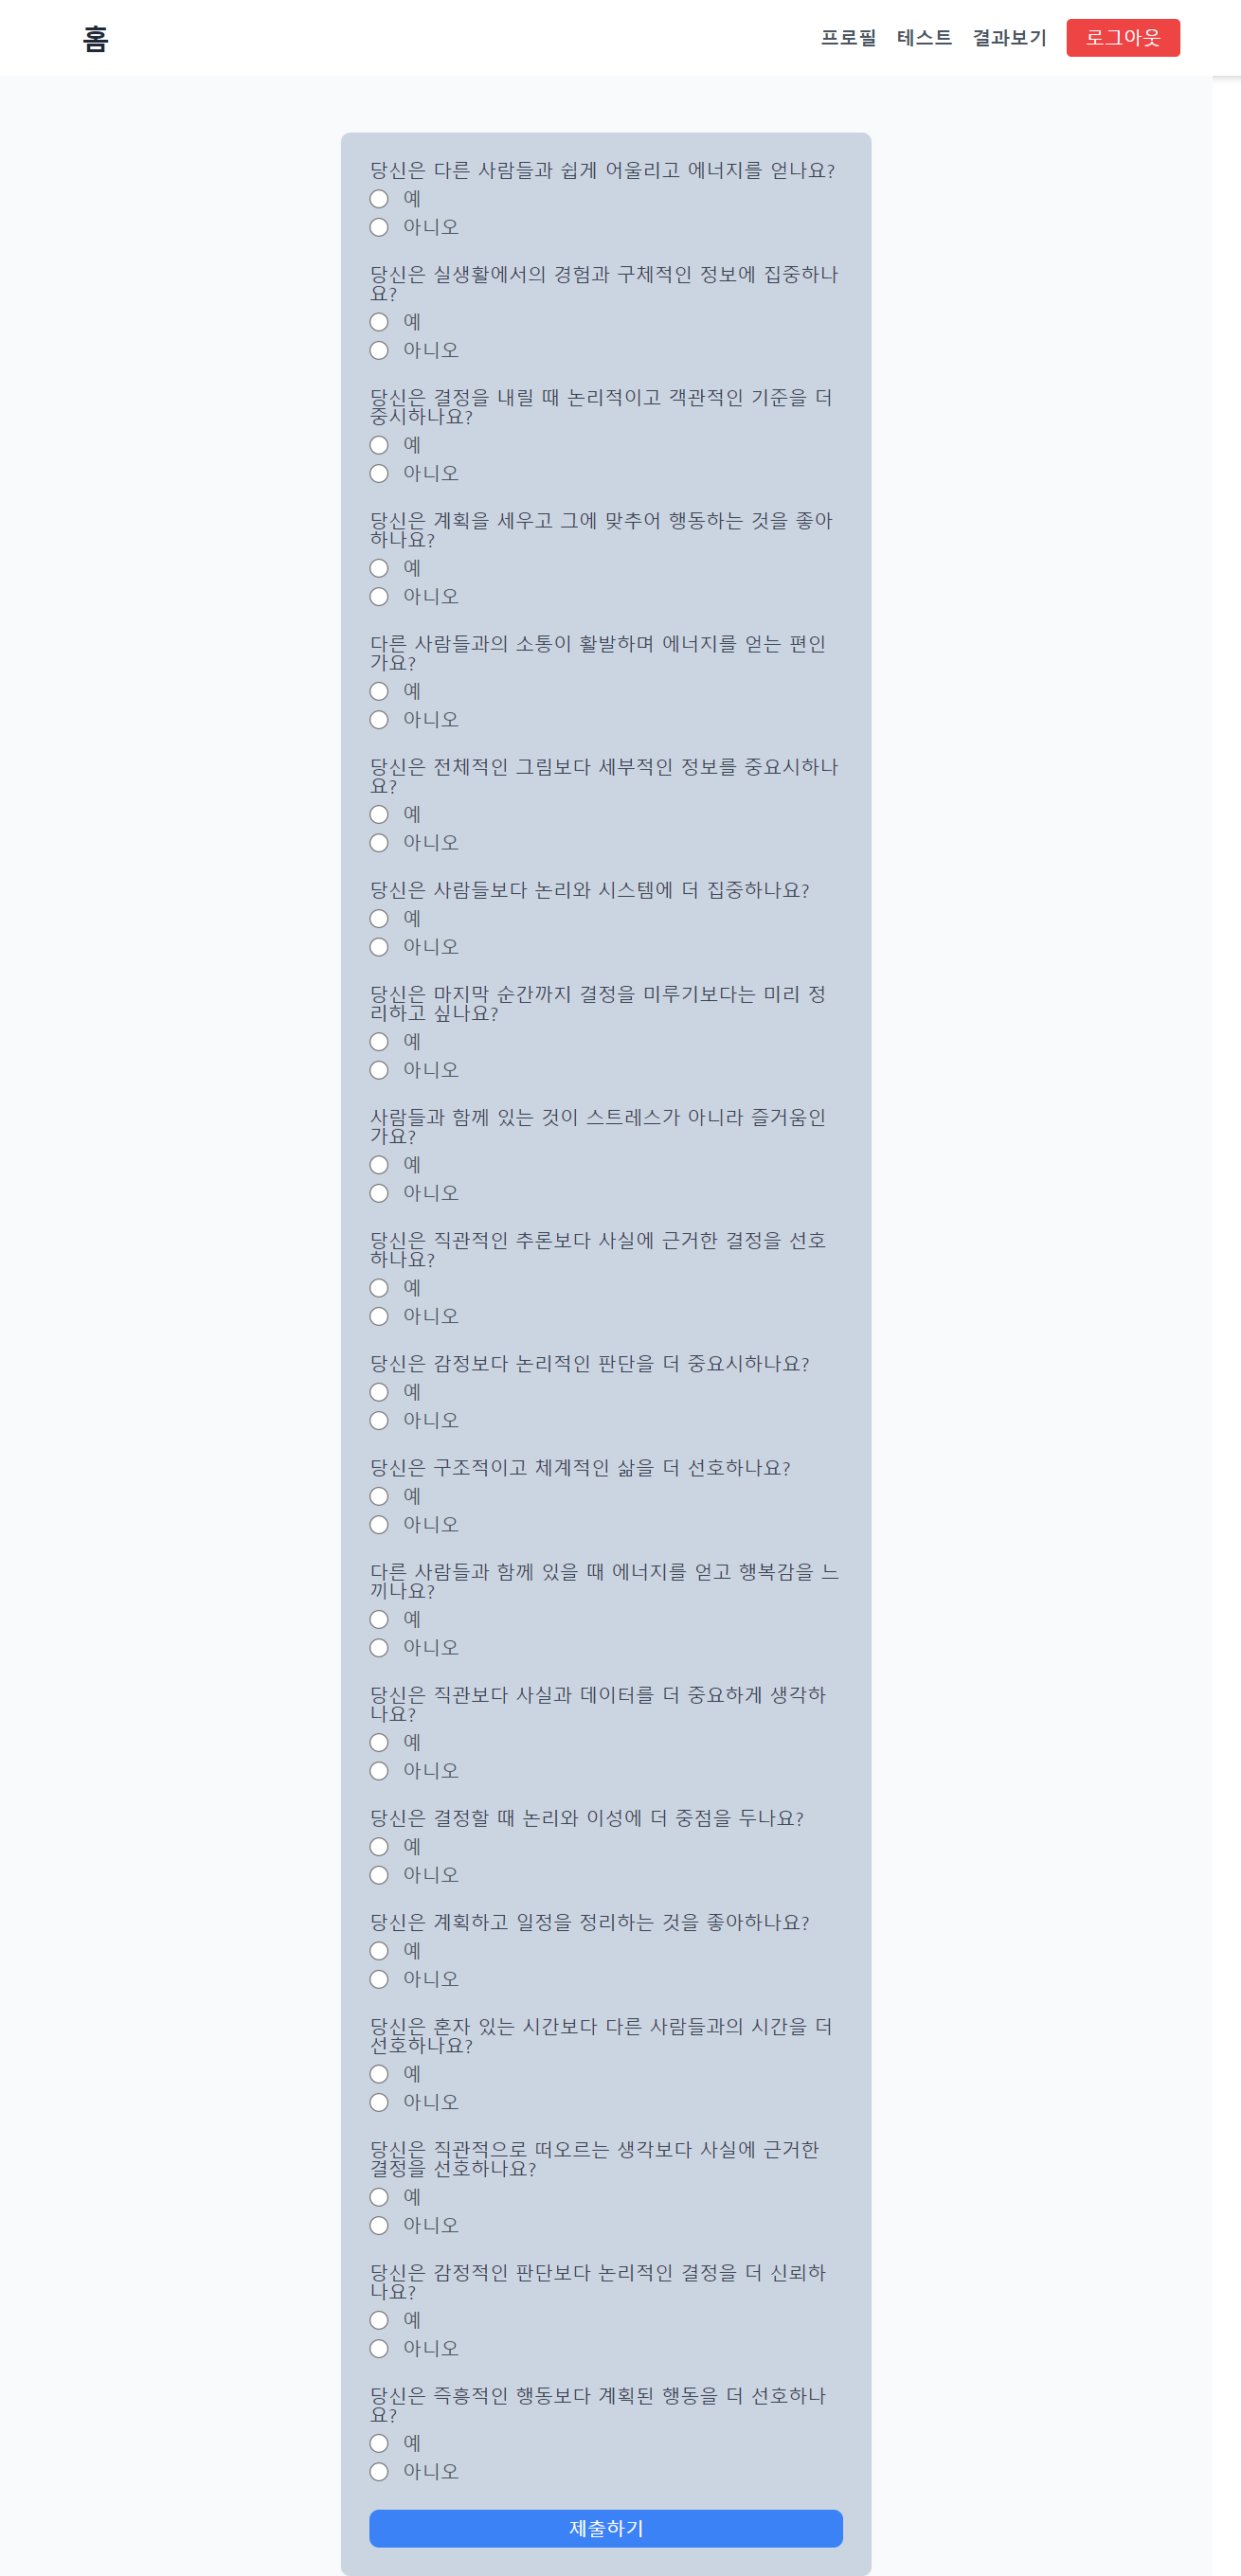 홈
프로필
테스트
결과보기
로그아웃
당신은 다른 사람들과 쉽게 어울리고 에너지를 얻나요?
예
아니오
당신은 실생활에서의 경험과 구체적인 정보에 집중하나
요?
예
아니오
당신은 결정을 내릴 때 논리적이고 객관적인 기준을 더
중시하나요?
예
아니오
당신은 계획을 세우고 그에 맞추어 행동하는 것을 좋아
하나요?
예
아니오
다른 사람들과의 소통이 활발하며 에너지를 얻는 편인
가요?
예
아니오
당신은 전체적인 그림보다 세부적인 정보를 중요시하나
요?
예
아니오
당신은 사람들보다 논리와 시스템에 더 집중하나요?
예
아니오
당신은 마지막 순간까지 결정을 미루기보다는 미리 정
리하고 싶나요?
예
아니오
사람들과 함께 있는 것이 스트레스가 아니라 즐거움인
가요?
예
아니오
당신은 직관적인 추론보다 사실에 근거한 결정을 선호
하나요?
예
아니오
당신은 감정보다 논리적인 판단을 더 중요시하나요?
예
아니오
당신은 구조적이고 체계적인 삶을 더 선호하나요?
예
아니오
다른 사람들과 함께 있을 때 에너지를 얻고 행복감을 느
끼나요?
예
아니오
당신은 직관보다 사실과 데이터를 더 중요하게 생각하
나요?
예
아니오
당신은 결정할 때 논리와 이성에 더 중점을 두나요?
예
아니오
당신은 계획하고 일정을 정리하는 것을 좋아하나요?
예
아니오
당신은 혼자 있는 시간보다 다른 사람들과의 시간을 더
선호하나요?
예
아니오
당신은 직관적으로 떠오르는 생각보다 사실에 근거한
결정을 선호하나요?
예
아니오
당신은 감정적인 판단보다 논리적인 결정을 더 신뢰하
나요?
예
아니오
당신은 즉흥적인 행동보다 계획된 행동을 더 선호하나
요?
예
아니오
제출하기